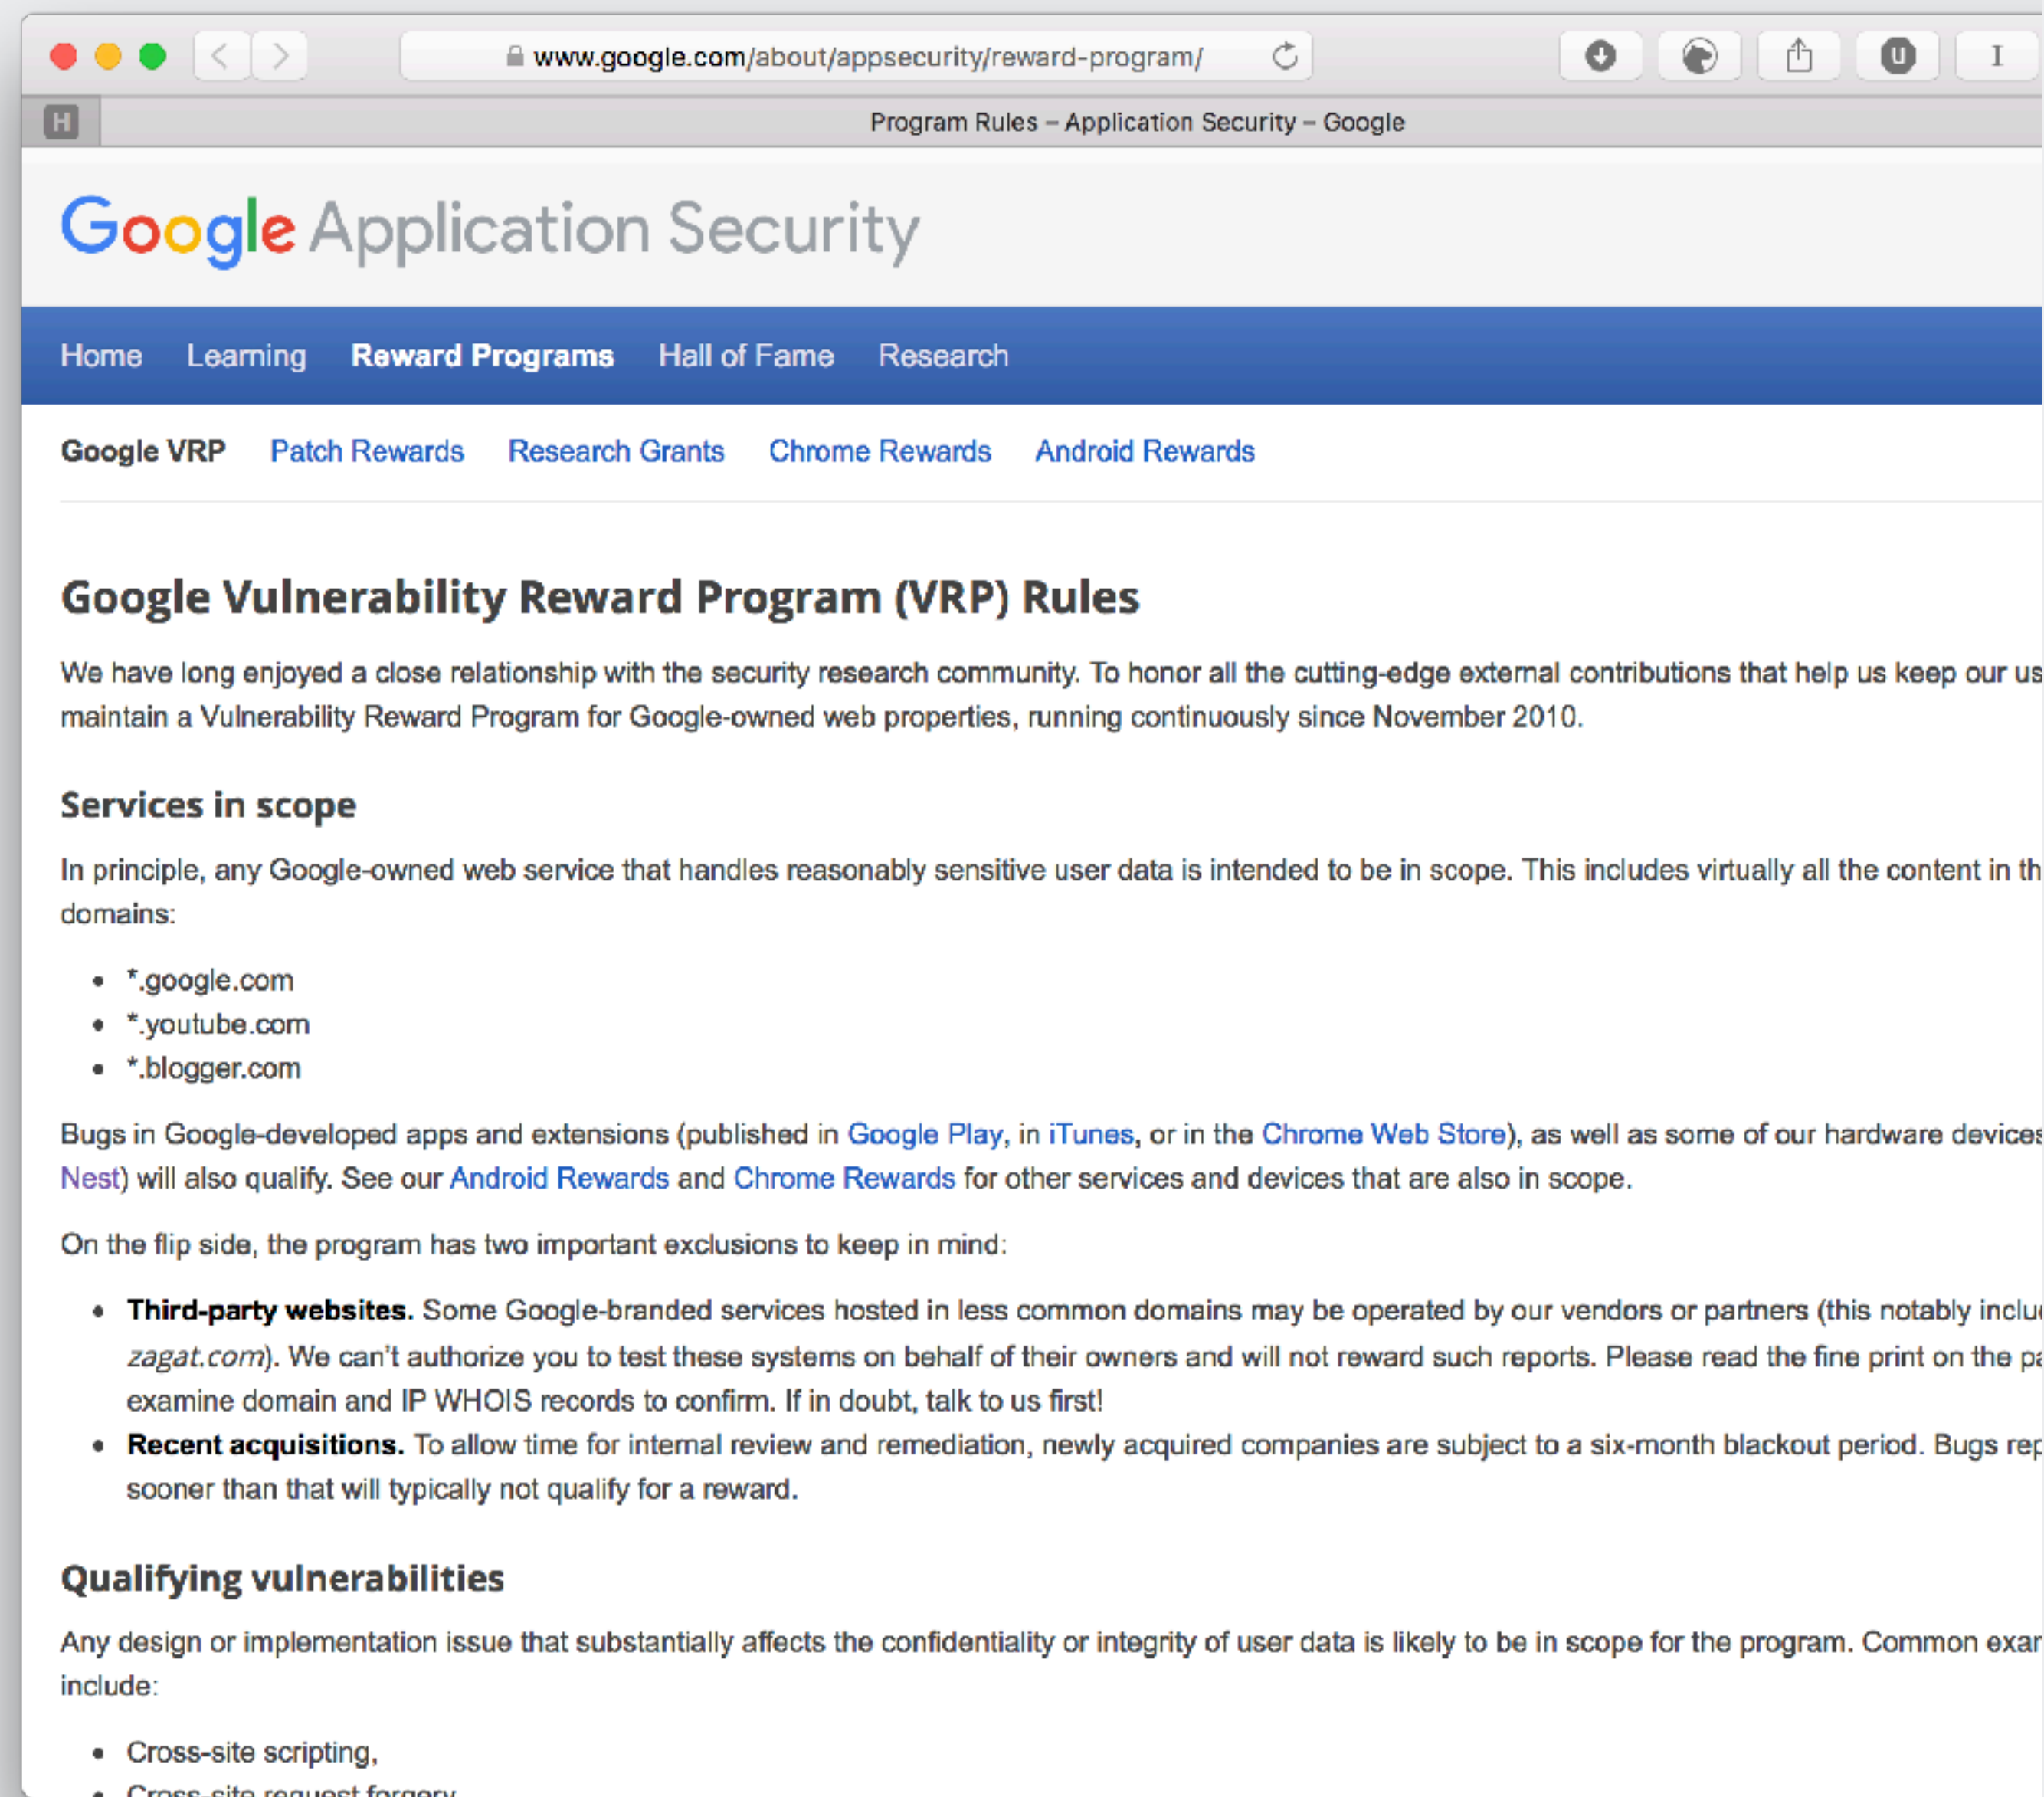 www.google.com/about/appsecurity/reward-program/
U
I
H
Program Rules – Application Security – Google
Google Application Security
Home Learning Reward Programs Hall of Fame Research
Google VRP Patch Rewards Research Grants Chrome Rewards Android Rewards
Google Vulnerability Reward Program (VRP) Rules
We have long enjoyed a close relationship with the security research community. To honor all the cutting-edge external contributions that help us keep our us
maintain a Vulnerability Reward Program for Google-owned web properties, running continuously since November 2010.
Services in scope
In principle, any Google-owned web service that handles reasonably sensitive user data is intended to be in scope. This includes virtually all the content in th
domains:
• *.google.com
• *.youtube.com
• *.blogger.com
Bugs in Google-developed apps and extensions (published in Google Play, in iTunes, or in the Chrome Web Store), as well as some of our hardware devices
Nest) will also qualify. See our Android Rewards and Chrome Rewards for other services and devices that are also in scope.
On the flip side, the program has two important exclusions to keep in mind:
• Third-party websites. Some Google-branded services hosted in less common domains may be operated by our vendors or partners (this notably inclu
zagat.com). We can't authorize you to test these systems on behalf of their owners and will not reward such reports. Please read the fine print on the pa
examine domain and IP WHOIS records to confirm. If in doubt, talk to us first!
• Recent acquisitions. To allow time for internal review and remediation, newly acquired companies are subject to a six-month blackout period. Bugs rep
sooner than that will typically not qualify for a reward.
Qualifying vulnerabilities
Any design or implementation issue that substantially affects the confidentiality or integrity of user data is likely to be in scope for the program. Common exam
include:
• Cross-site scripting,
• Cross-site request forgery,